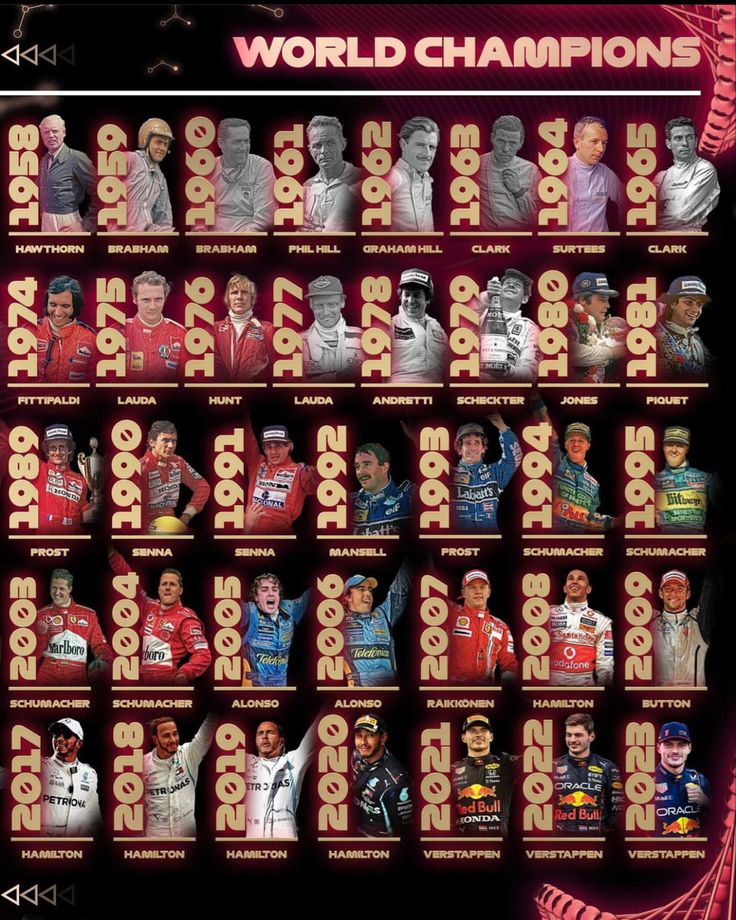 WORLD CHAMPIONS
1958 1959 1960 1961 1962 1963 1964 1965
HAWTHORN BRABHAM BRABHAM PHIL HILL GRAHAM HILL CLARK SURTEES CLARK
1974 1975 1976 1977 1978 1979 1980 1981
FITTIPALDI LAUDA HUNT LAUDA ANDRETTI SCHECKTER JONES PIQUET
1989 1990 1991 1992 1993 1994 1995
PROST SENNA SENNA MANSELL PROST SCHUMACHER SCHUMACHER
2003 2004 2005 2006 2007 2008 2009
SCHUMACHER SCHUMACHER ALONSO ALONSO RÄIKKÖNEN HAMILTON BUTTON
2017 2018 2019 2020 2021 2022 2023
HAMILTON HAMILTON HAMILTON HAMILTON VERSTAPPEN VERSTAPPEN VERSTAPPEN